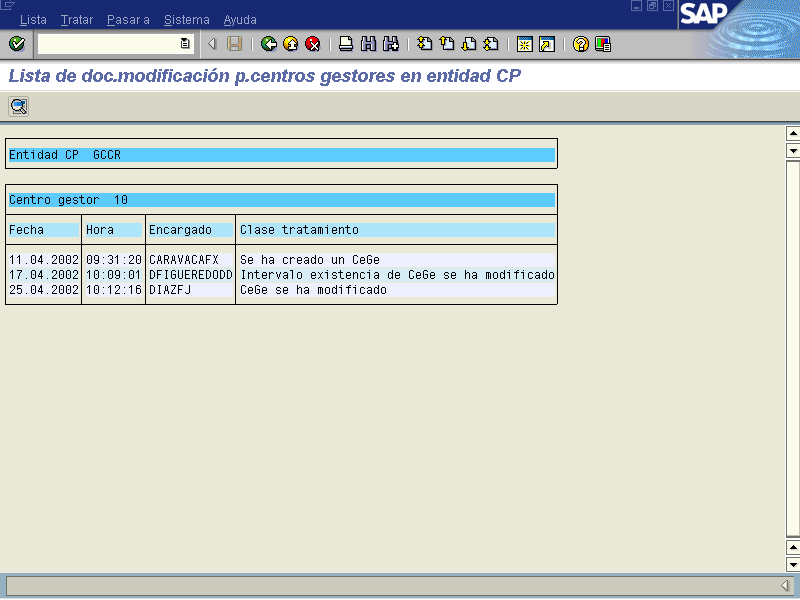 Lista Tratar Pasar a Sistema Ayuda
SAP
Lista de doc.modificación p.centros gestores en entidad CP
Entidad CP GCCR
Centro gestor 10
Fecha Hora Encargado Clase tratamiento
11.04.2002 09:31:20 CARAVACAFX Se ha creado un CeGe
17.04.2002 10:09:01 DFIGUEREDODD Intervalo existencia de CeGe se ha modificado
25.04.2002 10:12:16 DIAZFJ CeGe se ha modificado